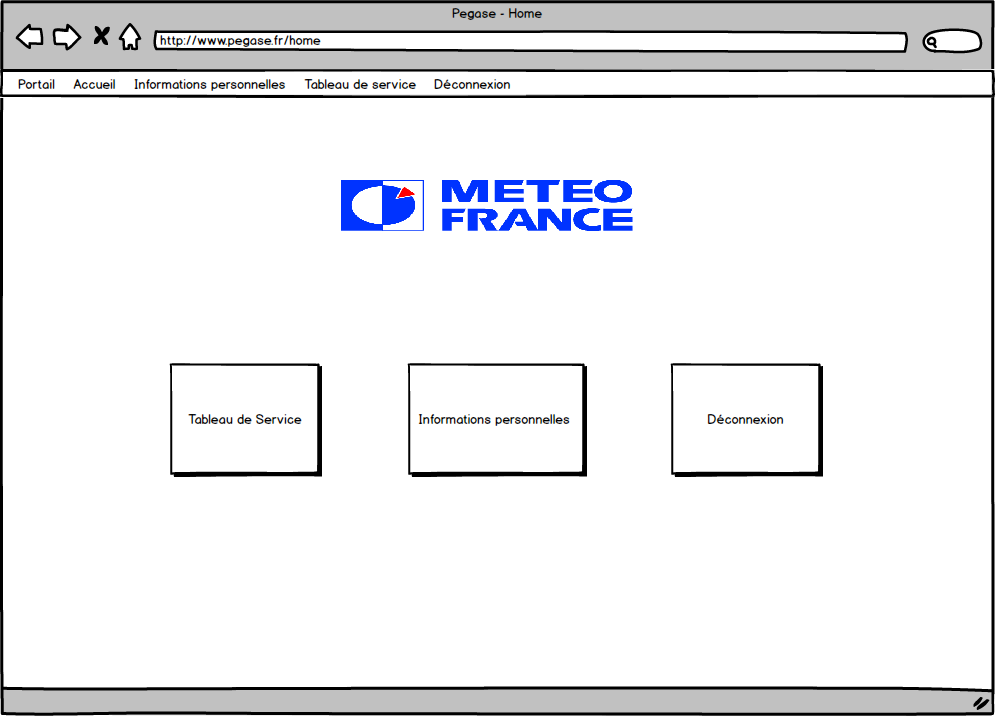 Pegase - Home
http://www.pegase.fr/home
Portail Accueil Informations personnelles Tableau de service Déconnexion
METEO
FRANCE
Tableau de Service
Informations personnelles
Déconnexion